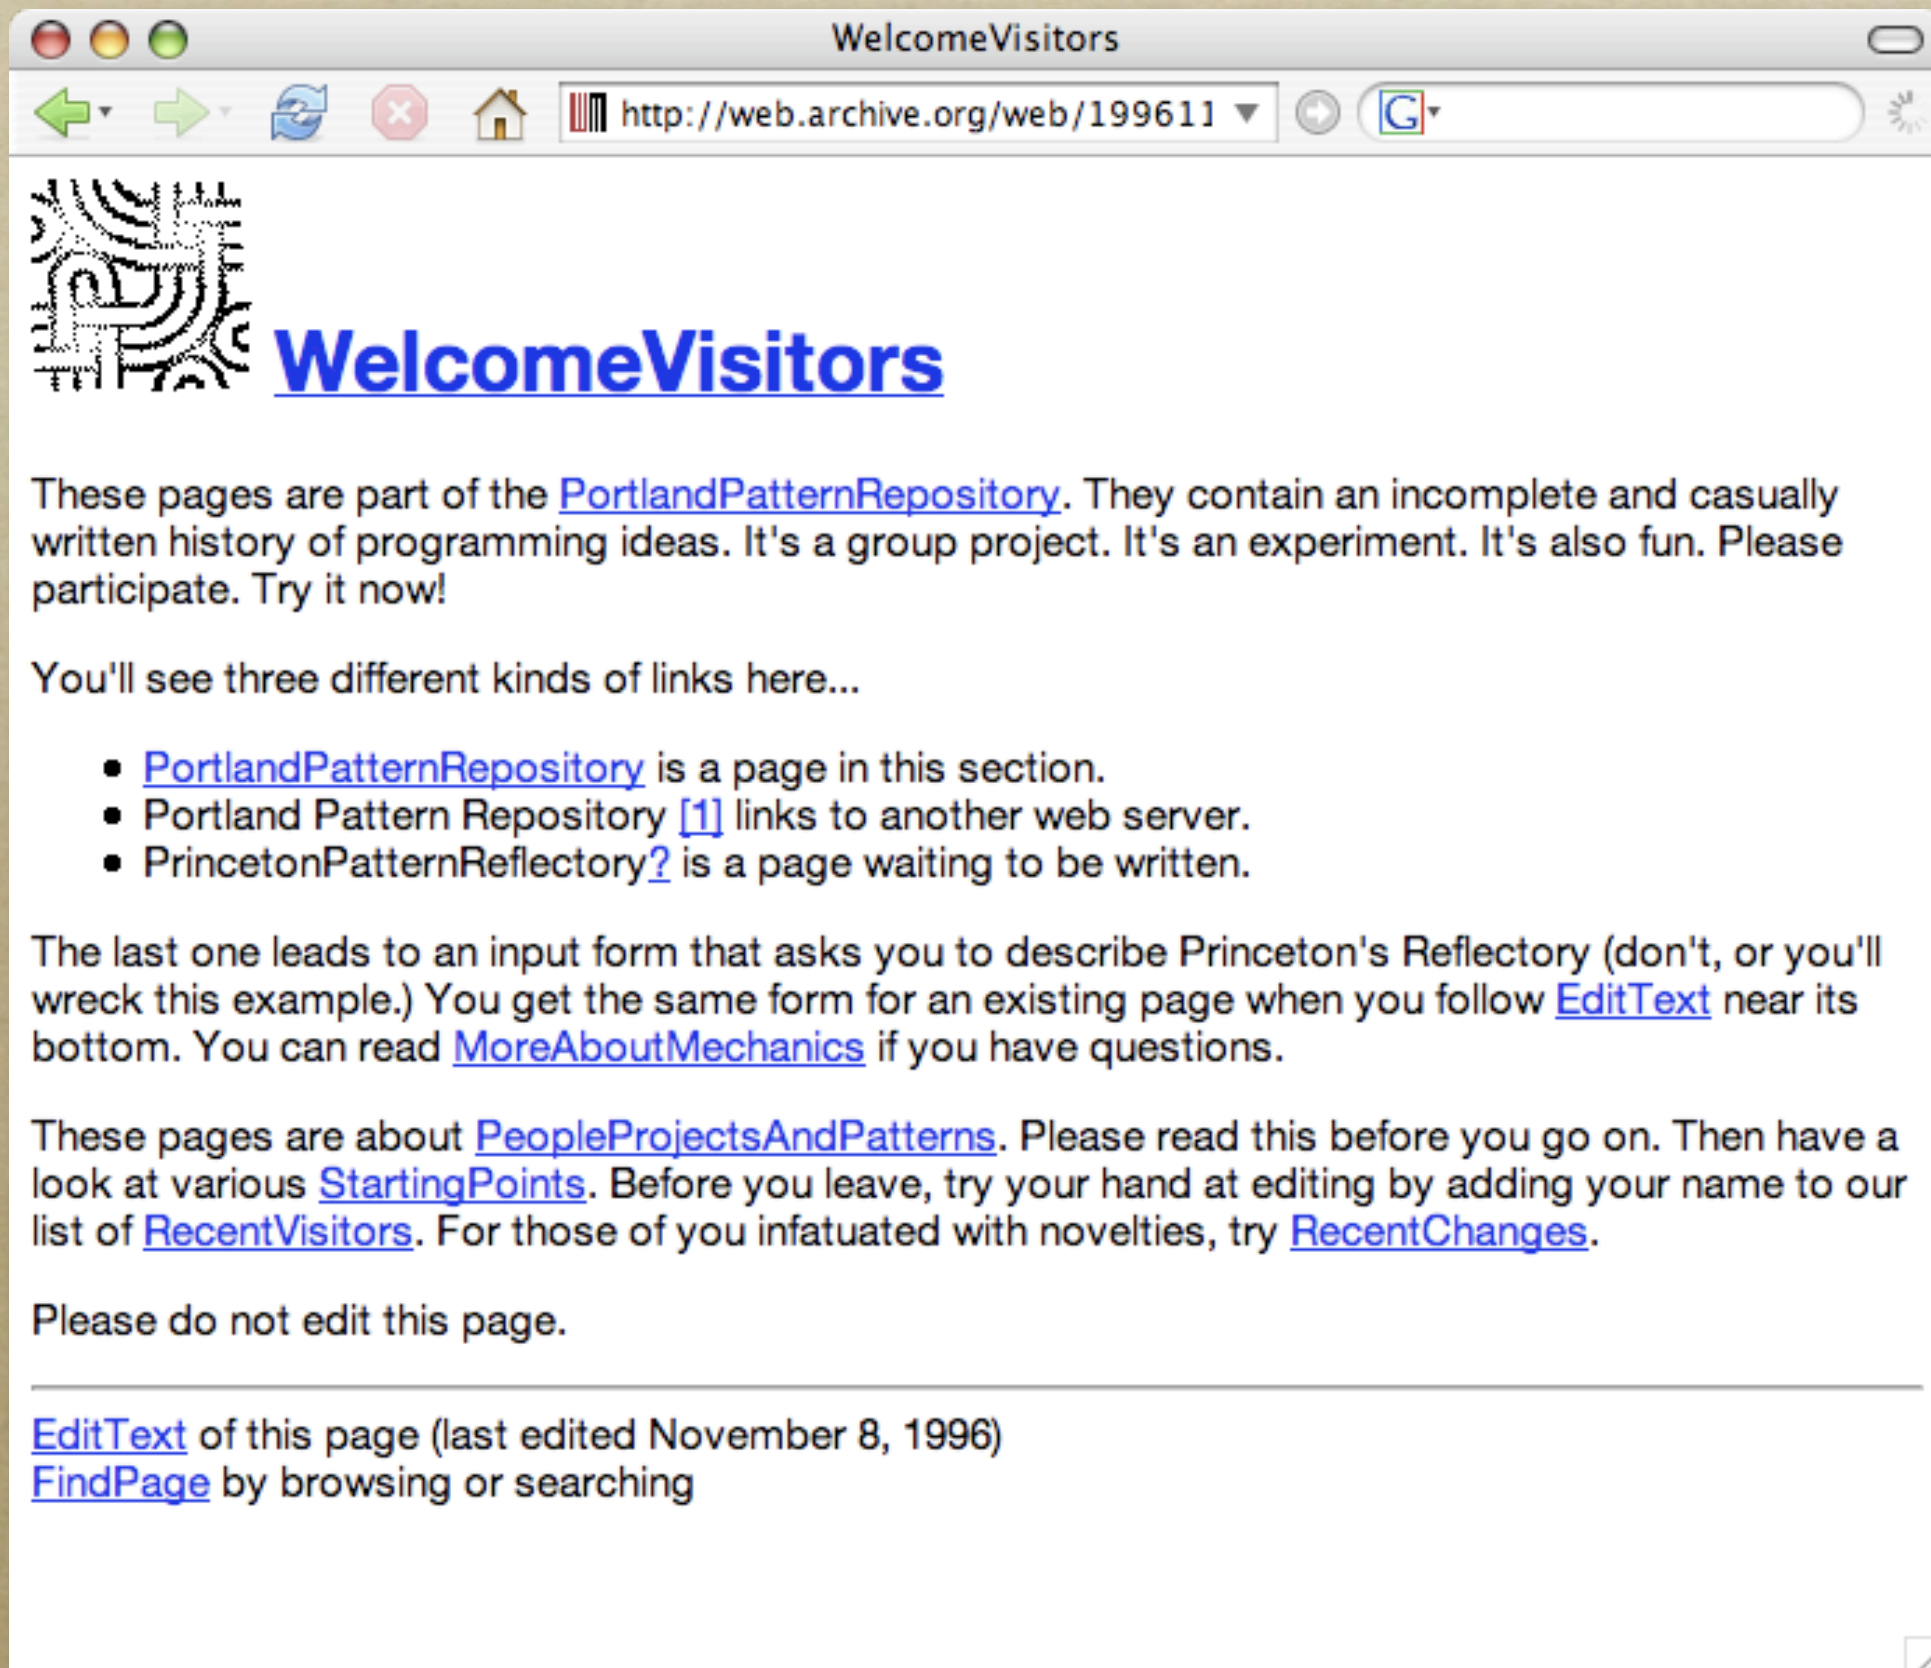 WelcomeVisitors
http://web.archive.org/web/199611
G
WelcomeVisitors
These pages are part of the PortlandPatternRepository. They contain an incomplete and casually
written history of programming ideas. It's a group project. It's an experiment. It's also fun. Please
participate. Try it now!
You'll see three different kinds of links here...
• PortlandPatternRepository is a page in this section.
• Portland Pattern Repository [1] links to another web server.
• PrincetonPatternReflectory? is a page waiting to be written.
The last one leads to an input form that asks you to describe Princeton's Reflectory (don't, or you'll
wreck this example.) You get the same form for an existing page when you follow EditText near its
bottom. You can read MoreAboutMechanics if you have questions.
These pages are about PeopleProjectsAndPatterns. Please read this before you go on. Then have a
look at various StartingPoints. Before you leave, try your hand at editing by adding your name to our
list of RecentVisitors. For those of you infatuated with novelties, try RecentChanges.
Please do not edit this page.
EditText of this page (last edited November 8, 1996)
FindPage by browsing or searching